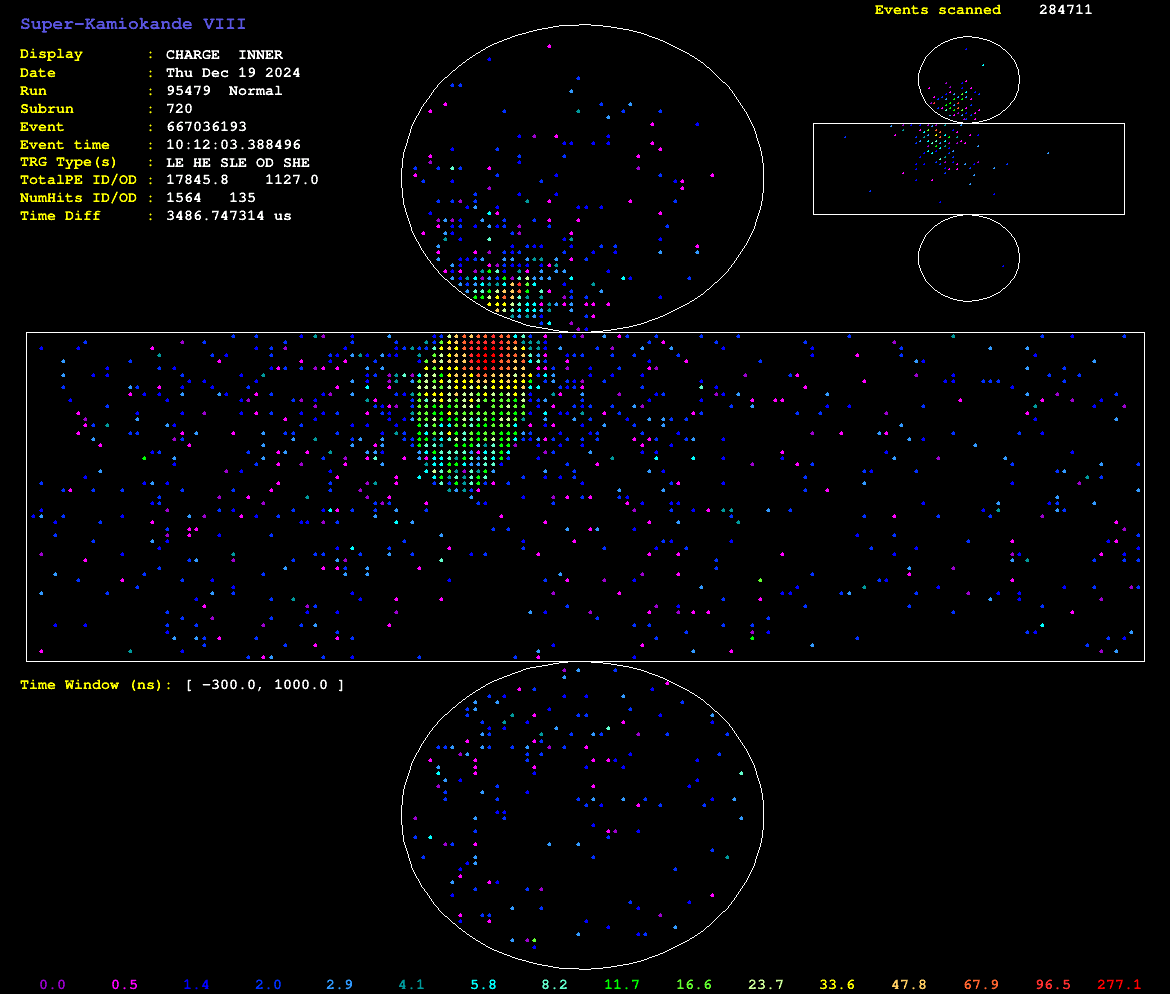 Super-Kamiokande VIII
Events scanned 284711
Display : CHARGE INNER
Date : Thu Dec 19 2024
Run : 95479 Normal
Subrun : 720
Event : 667036193
Event time : 10:12:03.388496
TRG Type(s) : LE HE SLE OD SHE
TotalPE ID/OD : 17845.8 1127.0
NumHits ID/OD : 1564 135
Time Diff : 3486.747314 us
Time Window (ns): [ −300.0, 1000.0 ]
0.0 0.5 1.4 2.0 2.9 4.1 5.8 8.2 11.7 16.6 23.7 33.6 47.8 67.9 96.5 277.1